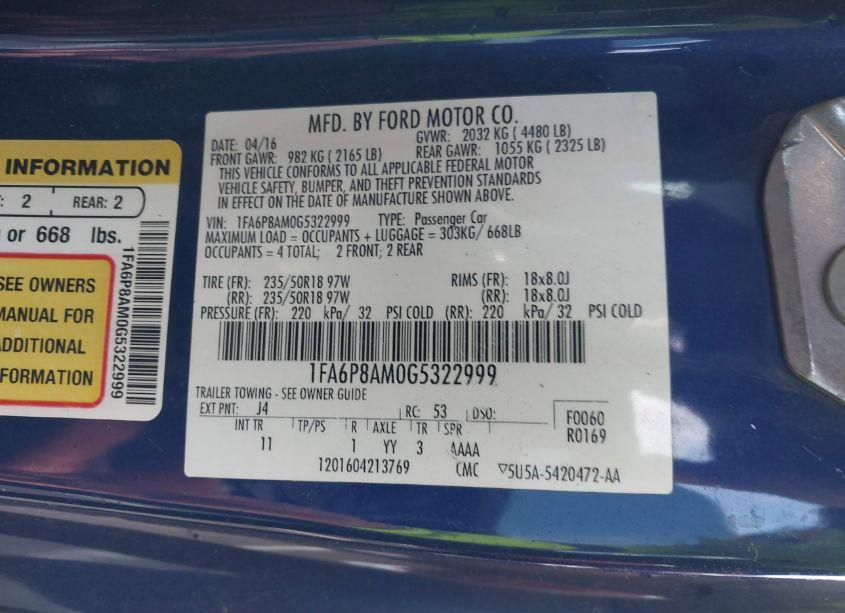 INFORMATION
2 REAR: 2
or 668 lbs.
SEE OWNERS
MANUAL FOR
ADDITIONAL
INFORMATION
1FA6P8AM0G5322999
MFD. BY FORD MOTOR CO.
DATE: 04/16 GVWR: 2032 KG ( 4480 LB)
FRONT GAWR: 982 KG ( 2165 LB) REAR GAWR: 1055 KG ( 2325 LB)
THIS VEHICLE CONFORMS TO ALL APPLICABLE FEDERAL MOTOR
VEHICLE SAFETY, BUMPER, AND THEFT PREVENTION STANDARDS
IN EFFECT ON THE DATE OF MANUFACTURE SHOWN ABOVE.
VIN: 1FA6P8AM0G5322999 TYPE: Passenger Car
MAXIMUM LOAD = OCCUPANTS + LUGGAGE = 303KG/ 668LB
OCCUPANTS = 4 TOTAL; 2 FRONT; 2 REAR
TIRE (FR): 235/50R18 97W RIMS (FR): 18x8.0J
(RR): 235/50R18 97W (RR): 18x8.0J
PRESSURE (FR): 220 kPa/ 32 PSI COLD (RR): 220 kPa/ 32 PSI COLD
1FA6P8AM0G5322999
TRAILER TOWING - SEE OWNER GUIDE
EXT PNT: J4 RC: 53 DSO: F0060
INT TR TP/PS R AXLE TR SPR R0169
11 1 YY 3 AAAA
1201604213769 CMC ▽5U5A-5420472-AA